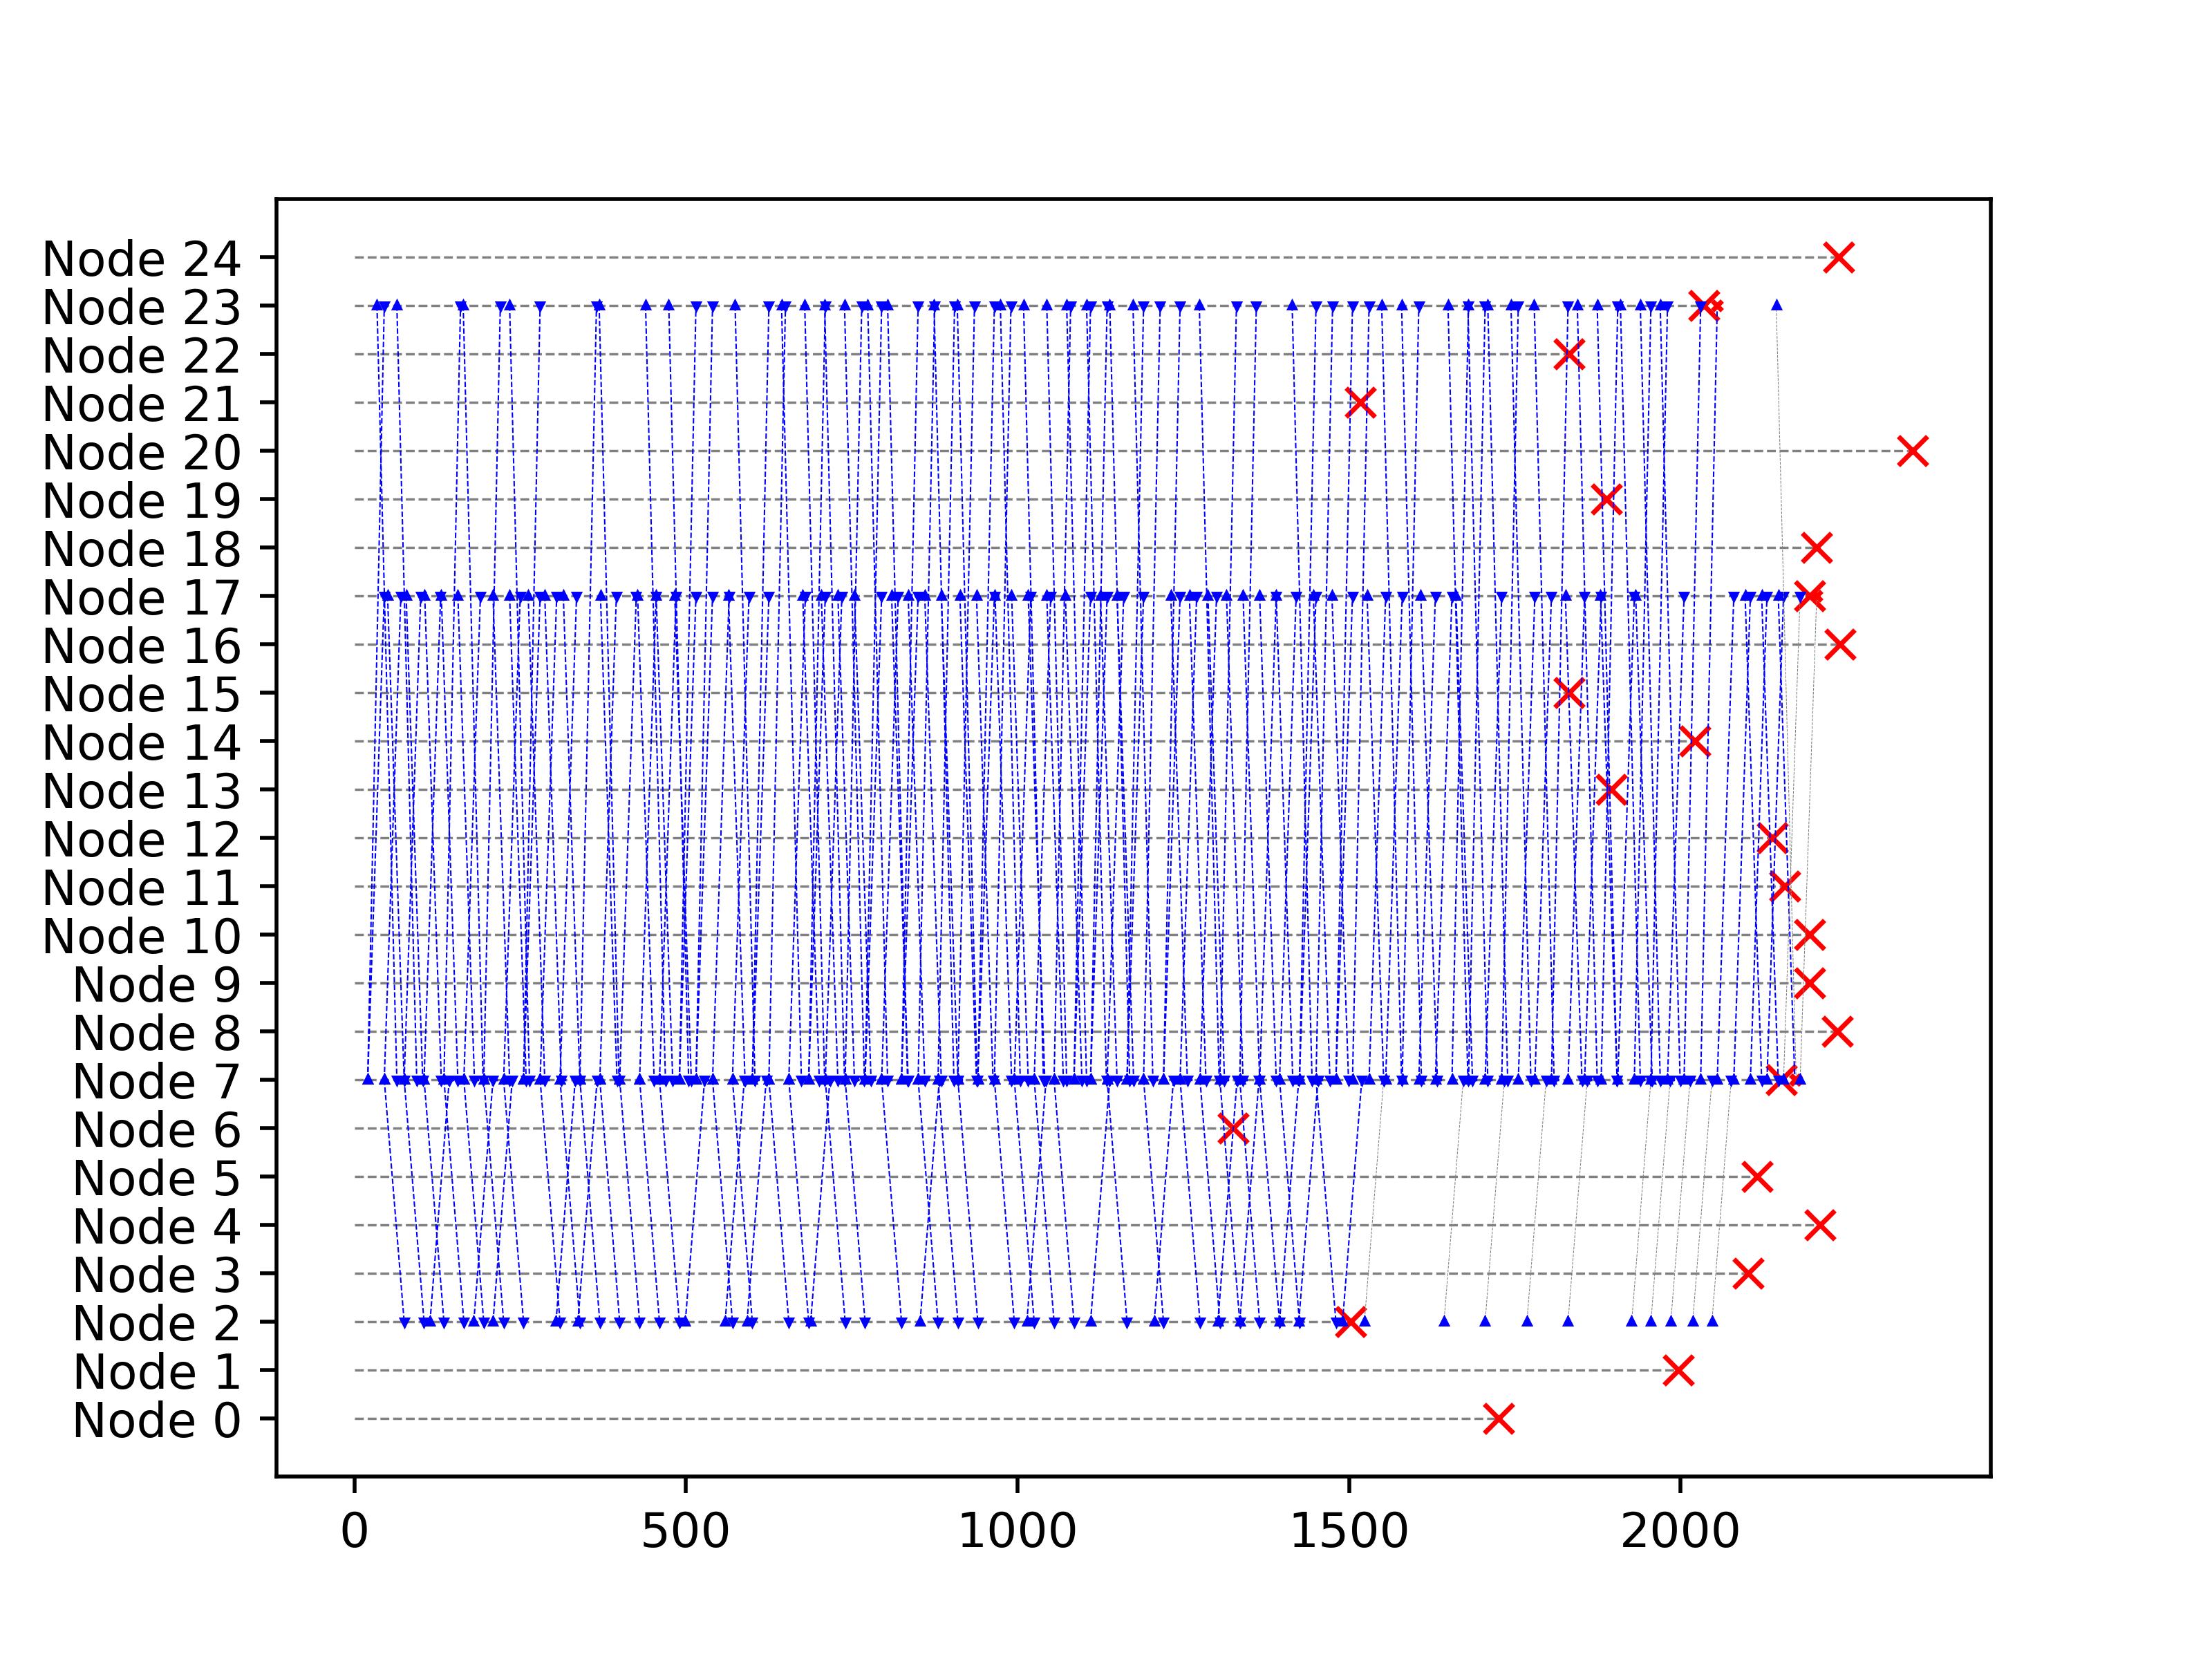 Node 24
Node 23
Node 22
Node 21
Node 20
Node 19
Node 18
Node 17
Node 16
Node 15
Node 14
Node 13
Node 12
Node 11
Node 10
Node 9
Node 8
Node 7
Node 6
Node 5
Node 4
Node 3
Node 2
Node 1
Node 0
0 500 1000 1500 2000